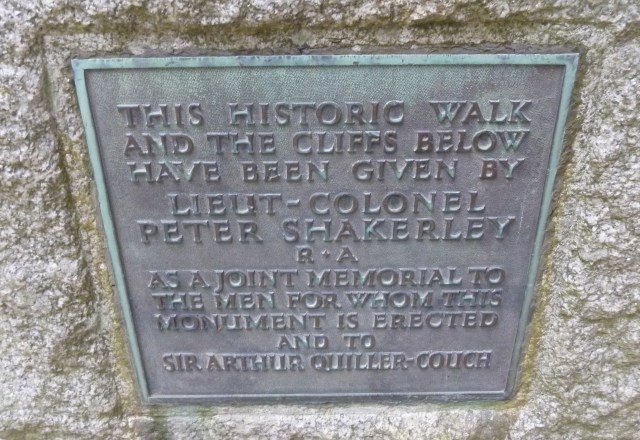 THIS HISTORIC WALK
AND THE CLIFFS BELOW
HAVE BEEN GIVEN BY
LIEUT-COLONEL
PETER SHAKERLEY
R·A
AS A JOINT MEMORIAL TO
THE MEN FOR WHOM THIS
MONUMENT IS ERECTED
AND TO
SIR ARTHUR QUILLER-COUCH